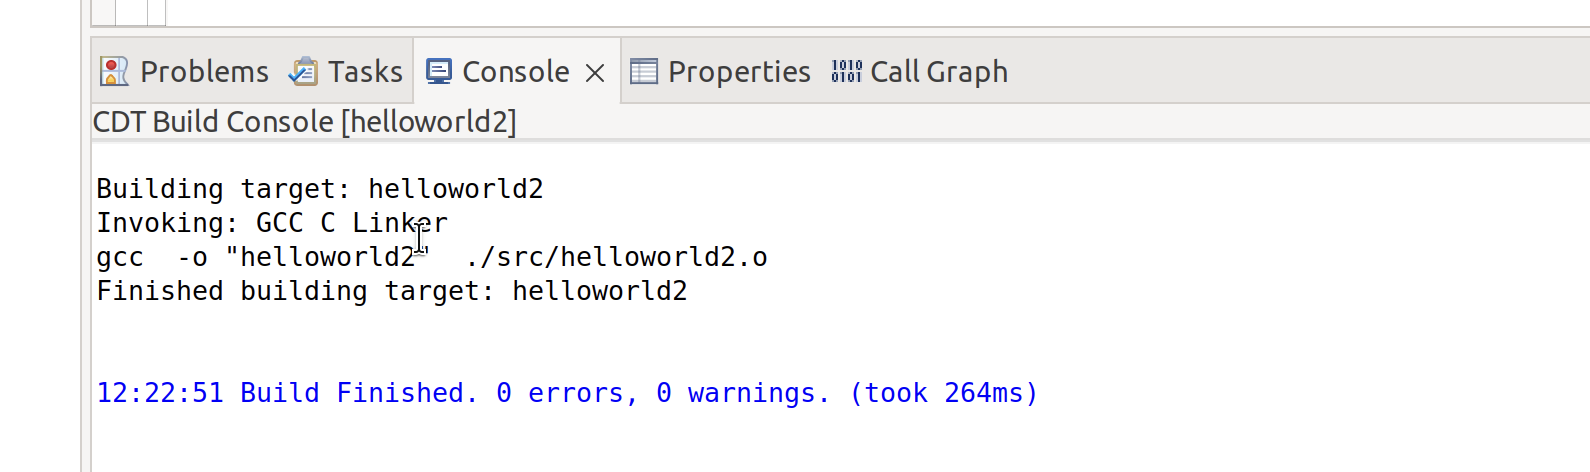 Problems Tasks Console Properties Call Graph
CDT Build Console [helloworld2]
Building target: helloworld2
Invoking: GCC C Linker
gcc  -o "helloworld2"  ./src/helloworld2.o
Finished building target: helloworld2
12:22:51 Build Finished. 0 errors, 0 warnings. (took 264ms)